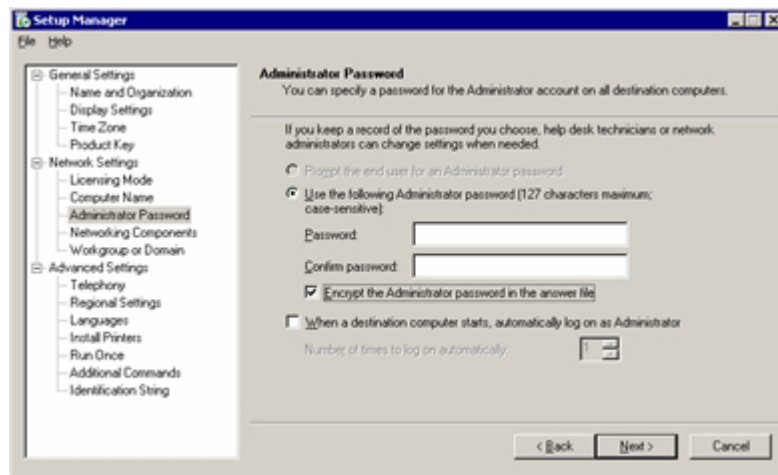 Setup Manager
File Help
General Settings
Name and Organization
Display Settings
Time Zone
Product Key
Network Settings
Licensing Mode
Computer Name
Administrator Password
Networking Components
Workgroup or Domain
Advanced Settings
Telephony
Regional Settings
Languages
Install Printers
Run Once
Additional Commands
Identification String
Administrator Password
You can specify a password for the Administrator account on all destination computers.
If you keep a record of the password you choose, help desk technicians or network
administrators can change settings when needed.
Prompt the end user for an Administrator password
Use the following Administrator password (127 characters maximum;
case-sensitive):
Password:
Confirm password:
Encrypt the Administrator password in the answer file
When a destination computer starts, automatically log on as Administrator
Number of times to log on automatically: 1
< Back Next > Cancel